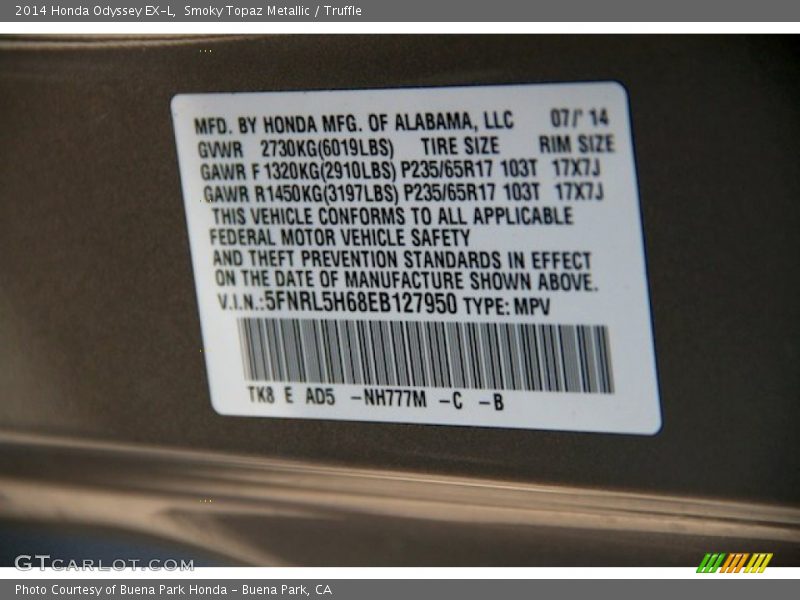 2014 Honda Odyssey EX-L, Smoky Topaz Metallic / Truffle
MFD. BY HONDA MFG. OF ALABAMA, LLC 07/' 14
GVWR 2730KG(6019LBS) TIRE SIZE RIM SIZE
GAWR F 1320KG(2910LBS) P235/65R17 103T 17X7J
GAWR R1450KG(3197LBS) P235/65R17 103T 17X7J
THIS VEHICLE CONFORMS TO ALL APPLICABLE
FEDERAL MOTOR VEHICLE SAFETY
AND THEFT PREVENTION STANDARDS IN EFFECT
ON THE DATE OF MANUFACTURE SHOWN ABOVE.
V.I.N.:5FNRL5H68EB127950 TYPE: MPV
TK8 E AD5 -NH777M -C -B
GTCARLOT.COM
Photo Courtesy of Buena Park Honda - Buena Park, CA